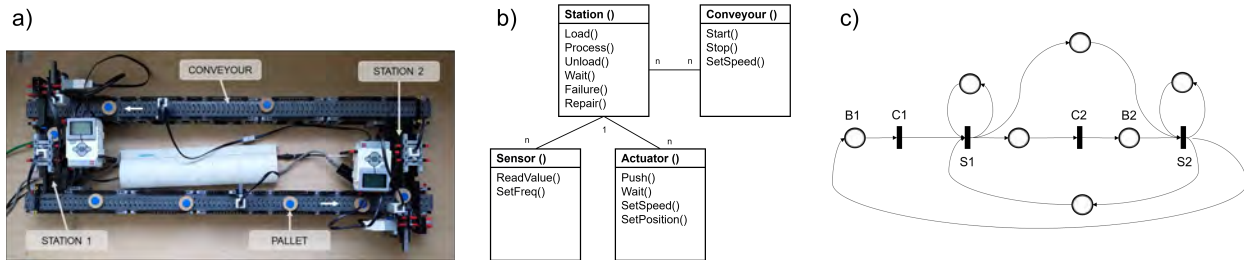 a)
CONVEYOUR
STATION 2
STATION 1
PALLET
b)
Station ()
Load()
Process()
Unload()
Wait()
Failure()
Repair()
n
n
Conveyour ()
Start()
Stop()
SetSpeed()
n
1
n
Sensor ()
ReadValue()
SetFreq()
Actuator ()
Push()
Wait()
SetSpeed()
SetPosition()
c)
B1
C1
C2
B2
S1
S2